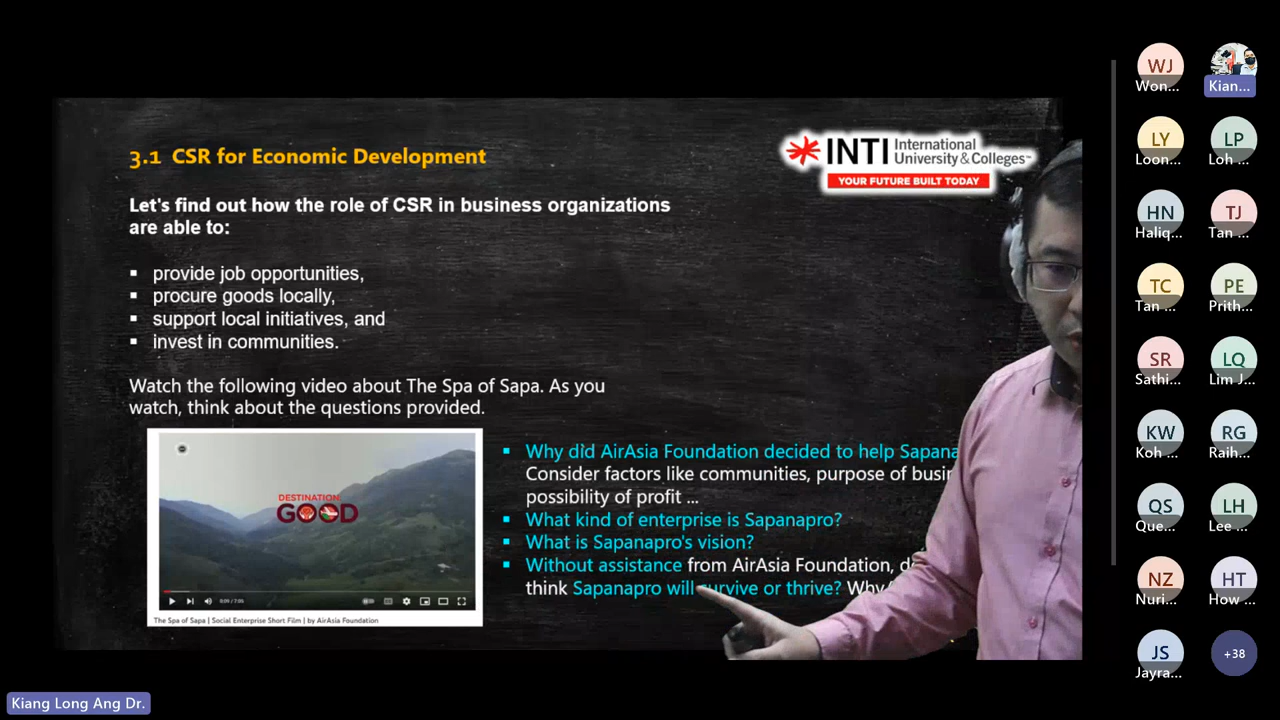 3.1 CSR for Economic Development
INTI International
University & Colleges
YOUR FUTURE BUILT TODAY
Let's find out how the role of CSR in business organizations
are able to:
▪ provide job opportunities,
▪ procure goods locally,
▪ support local initiatives, and
▪ invest in communities.
Watch the following video about The Spa of Sapa. As you
watch, think about the questions provided.
DESTINATION:
GOOD
The Spa of Sapa | Social Enterprise Short Film | by AirAsia Foundation
▪ Why did AirAsia Foundation decided to help Sapana
Consider factors like communities, purpose of busin
possibility of profit ...
▪ What kind of enterprise is Sapanapro?
▪ What is Sapanapro's vision?
▪ Without assistance from AirAsia Foundation, d
think Sapanapro will survive or thrive? Why
WJ
Won...
Kian...
LY
Loon...
LP
Loh ...
HN
Haliq...
TJ
Tan ...
TC
Tan ...
PE
Prith...
SR
Sathi...
LQ
Lim J...
KW
Koh ...
RG
Raih...
QS
Que...
LH
Lee ...
NZ
Nuri...
HT
How ...
JS
Jayra...
+38
Kiang Long Ang Dr.